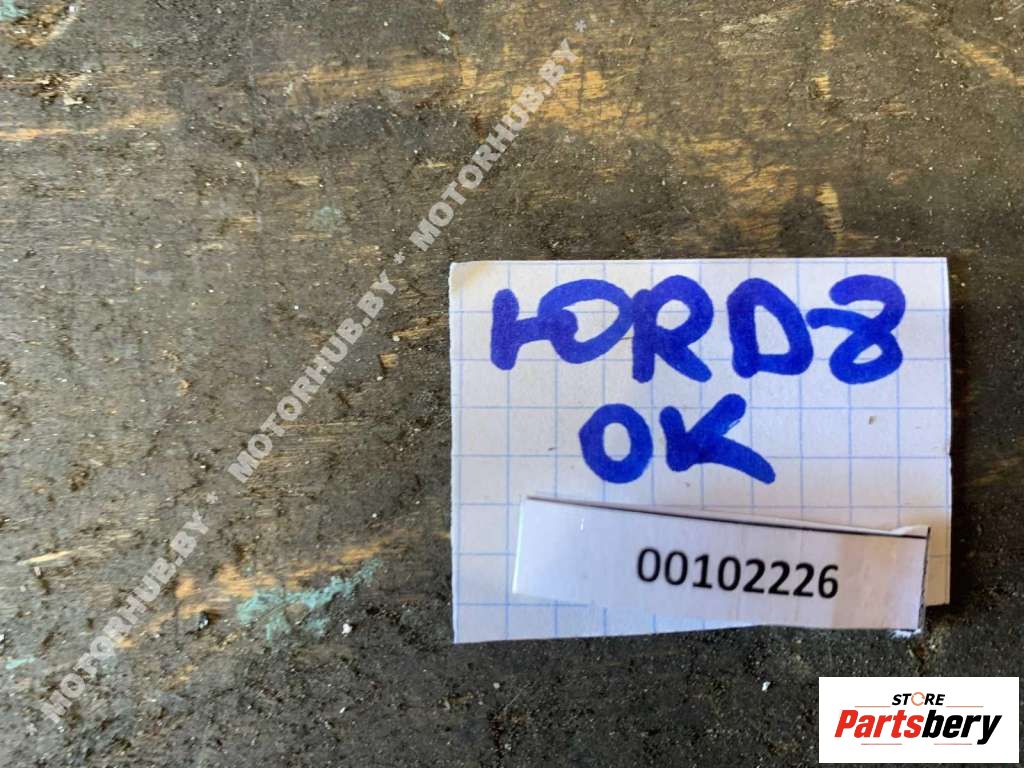 MOTORHUB.BY * MOTORHUB.BY * MOTORHUB.BY *
ЮRD8
OK
00102226
STORE
Partsbery